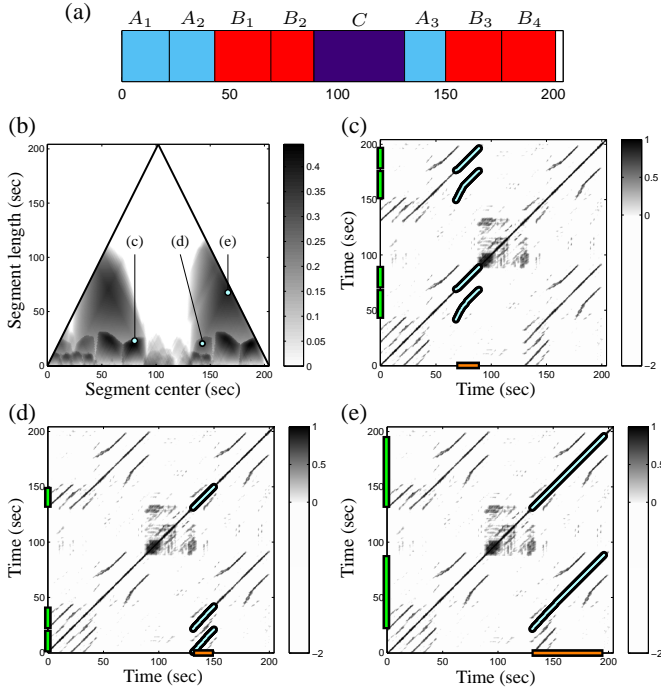 (a)
A1 A2 B1 B2 C A3 B3 B4
0 50 100 150 200
(b)
(c) (d) (e)
Segment length (sec)
200
150
100
50
0
0 50 100 150 200
Segment center (sec)
0.4
0.35
0.3
0.25
0.2
0.15
0.1
0.05
0
(c)
Time (sec)
200
150
100
50
0
0 50 100 150 200
Time (sec)
1
0.5
0
−2
(d)
Time (sec)
200
150
100
50
0
0 50 100 150 200
Time (sec)
1
0.5
0
−2
(e)
Time (sec)
200
150
100
50
0
0 50 100 150 200
Time (sec)
1
0.5
0
−2